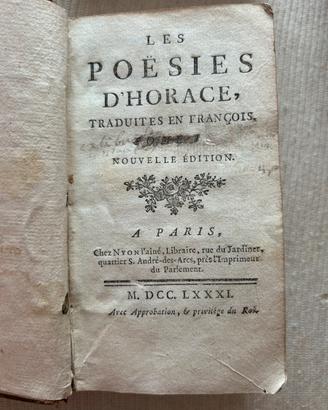 LES
POËSIES
D'HORACE,
TRADUITES EN FRANÇOIS.
TOME I.
NOUVELLE ÉDITION.
A PARIS,
Chez NYON l'aîné, Libraire, rue du Jardinet,
quartier S. André-des-Arcs, près l'Imprimeur
du Parlement.
M. DCC. LXXXI.
Avec Approbation, & privilége du Roi.